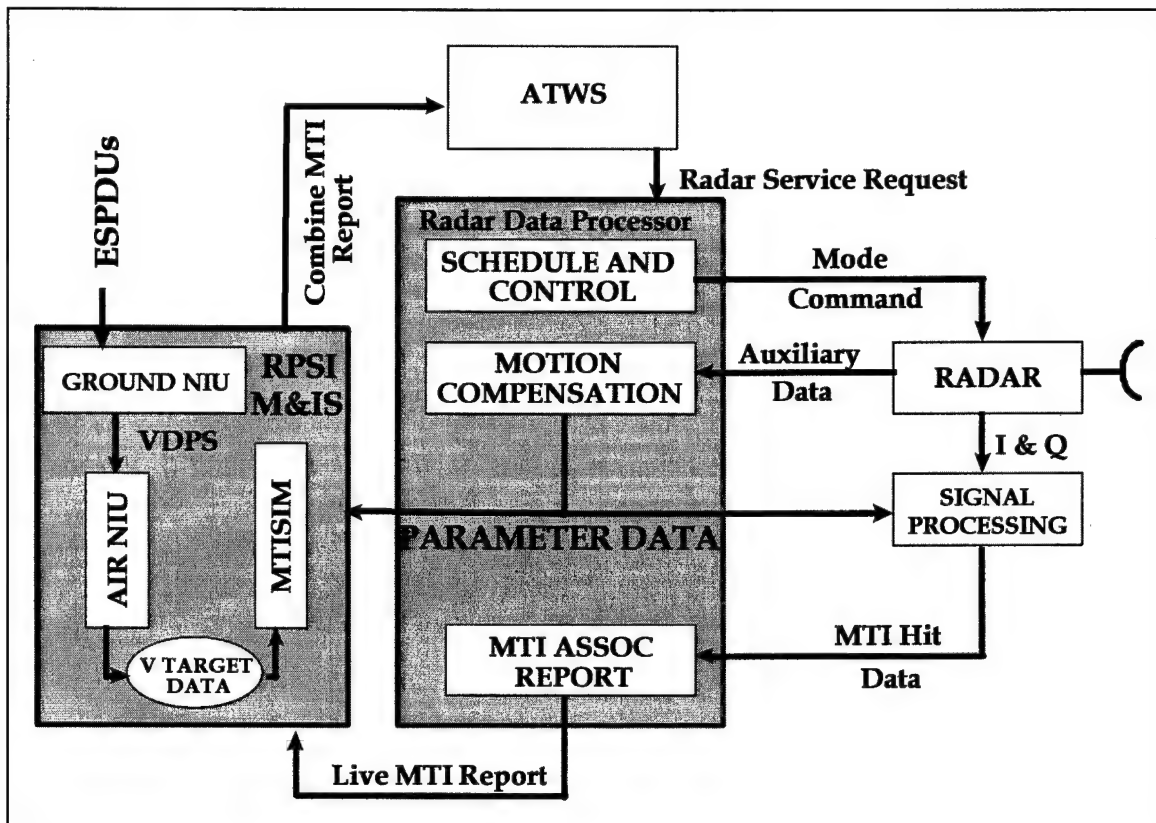 ATWS
ESPDUs
Combine MTI
Report
Radar Service Request
Radar Data Processor
SCHEDULE AND
CONTROL
Mode
Command
GROUND NIU
RPSI
M&IS
MOTION
COMPENSATION
Auxiliary
Data
RADAR
VDPS
I & Q
AIR NIU
MTISIM
SIGNAL
PROCESSING
PARAMETER DATA
V TARGET
DATA
MTI ASSOC
REPORT
MTI Hit
Data
Live MTI Report